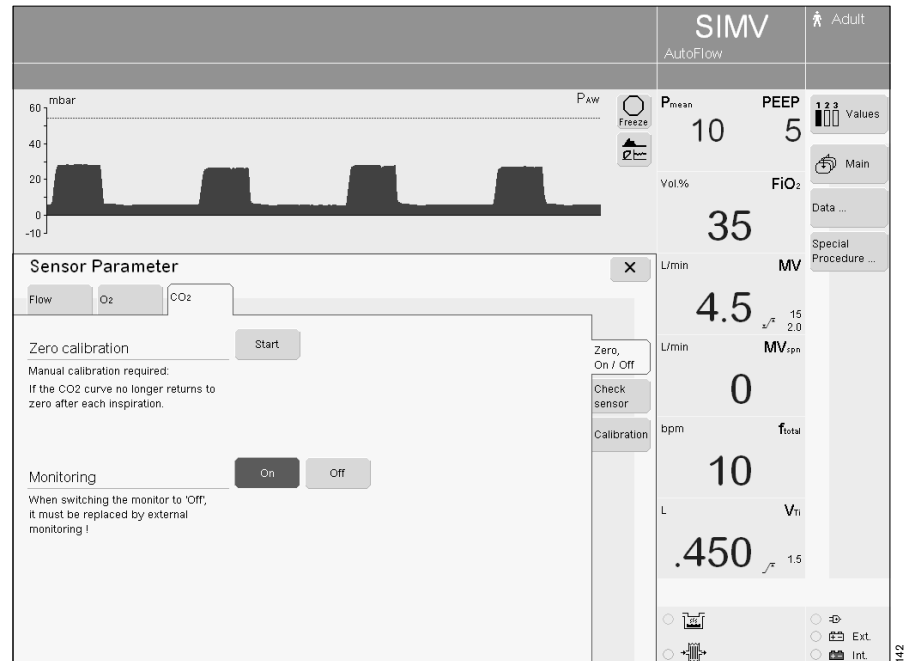 SIMV
AutoFlow
Adult
mbar
PAW
60
40
20
0
-10
Freeze
Pmean PEEP
10 5
Vol.% FiO₂
35
L/min MV
4.5 15
2.0
L/min MVspn
0
bpm ftotal
10
L VTi
.450 1.5
1 2 3
Values
Main
Data ...
Special
Procedure ...
Sensor Parameter
×
Flow O₂ CO₂
Zero calibration Start
Manual calibration required:
If the CO2 curve no longer returns to
zero after each inspiration.
Monitoring On Off
When switching the monitor to 'Off',
it must be replaced by external
monitoring !
Zero,
On / Off
Check
sensor
Calibration
Ext.
Int.
142